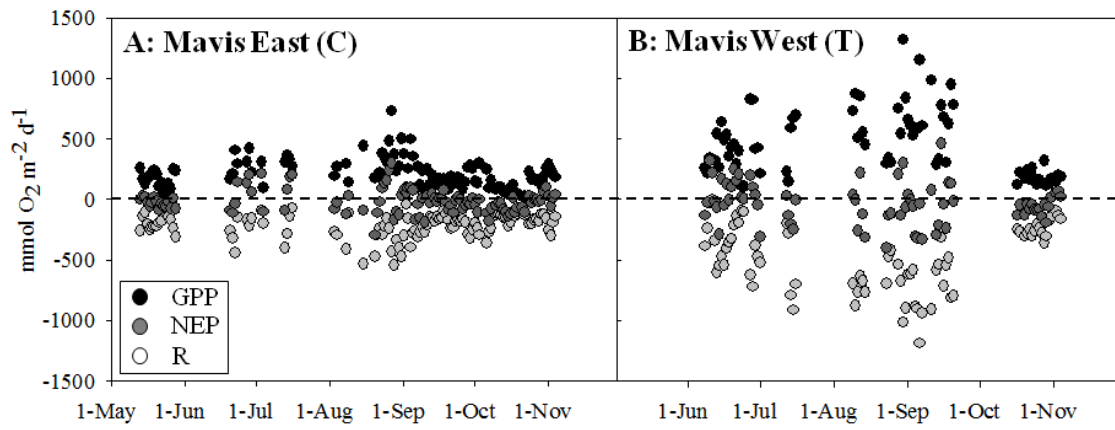 A: Mavis East (C)
B: Mavis West (T)
mmol O2 m-2 d-1
1500
1000
500
0
-500
-1000
-1500
GPP
NEP
R
1-May 1-Jun 1-Jul 1-Aug 1-Sep 1-Oct 1-Nov
1-Jun 1-Jul 1-Aug 1-Sep 1-Oct 1-Nov